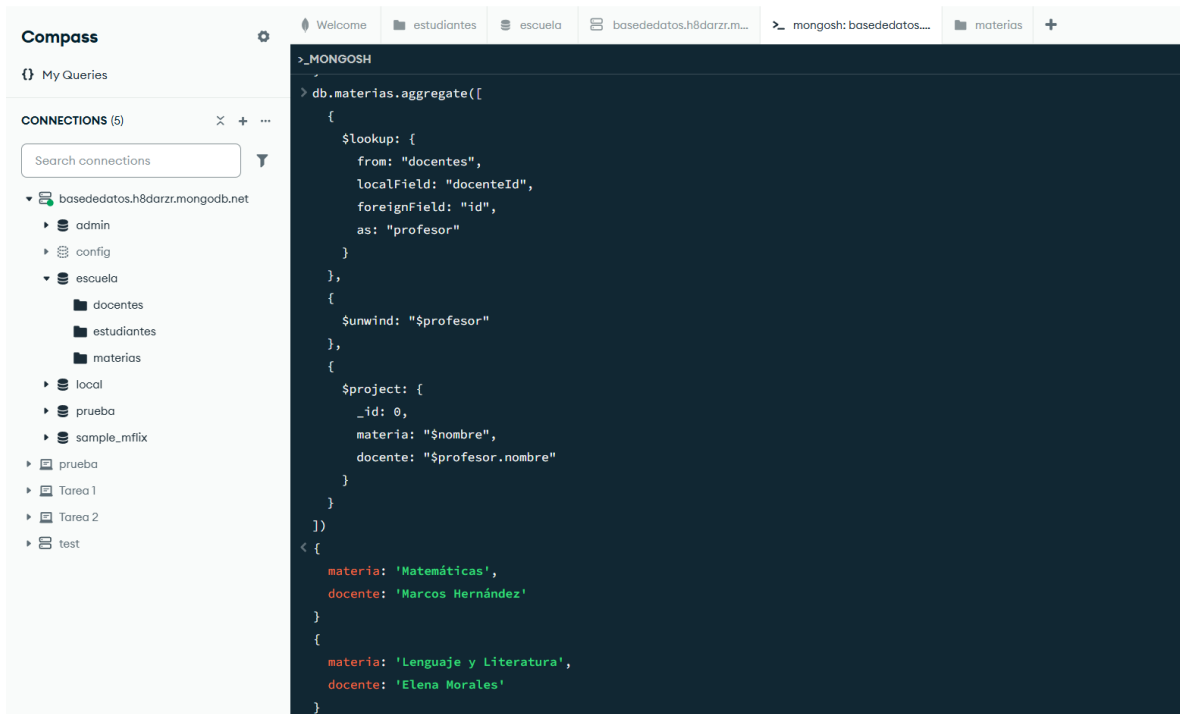 Compass
{} My Queries
CONNECTIONS (5)
Search connections
basededatos.h8darzr.mongodb.net
admin
config
escuela
docentes
estudiantes
materias
local
prueba
sample_mflix
prueba
Tarea 1
Tarea 2
test
Welcome
estudiantes
escuela
basededatos.h8darzr.m...
>_ mongosh: basededatos....
materias
+
>_MONGOSH
> db.materias.aggregate([
{
$lookup: {
from: "docentes",
localField: "docenteId",
foreignField: "id",
as: "profesor"
}
},
{
$unwind: "$profesor"
},
{
$project: {
_id: 0,
materia: "$nombre",
docente: "$profesor.nombre"
}
}
])
< {
materia: 'Matemáticas',
docente: 'Marcos Hernández'
}
{
materia: 'Lenguaje y Literatura',
docente: 'Elena Morales'
}